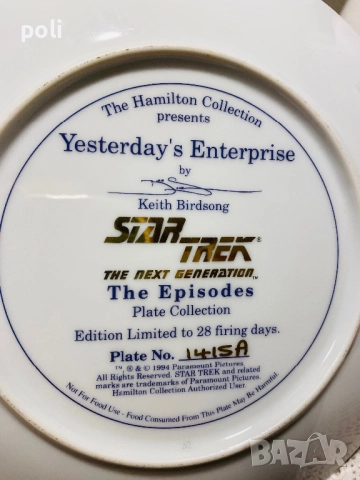 poli
The Hamilton Collection
presents
Yesterday's Enterprise
by
Keith Birdsong
STAR TREK®
THE NEXT GENERATION™
The Episodes
Plate Collection
Edition Limited to 28 firing days.
Plate No. 1415A
™ ® & © 1994 Paramount Pictures.
All Rights Reserved. STAR TREK and related
marks are trademarks of Paramount Pictures.
Hamilton Collection Authorized User
Not For Food Use - Food Consumed From This Plate May Be Harmful.
BAZAR